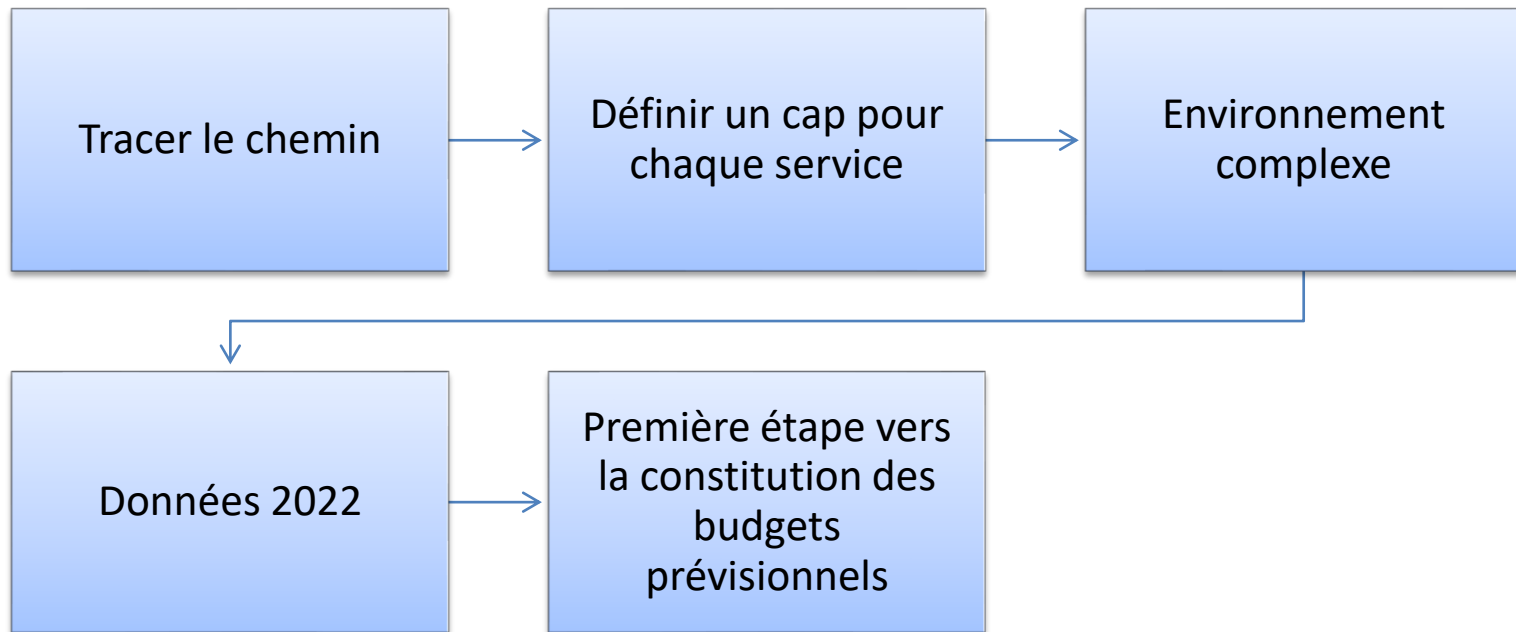 Tracer le chemin
Définir un cap pour
chaque service
Environnement
complexe
Données 2022
Première étape vers
la constitution des
budgets
prévisionnels